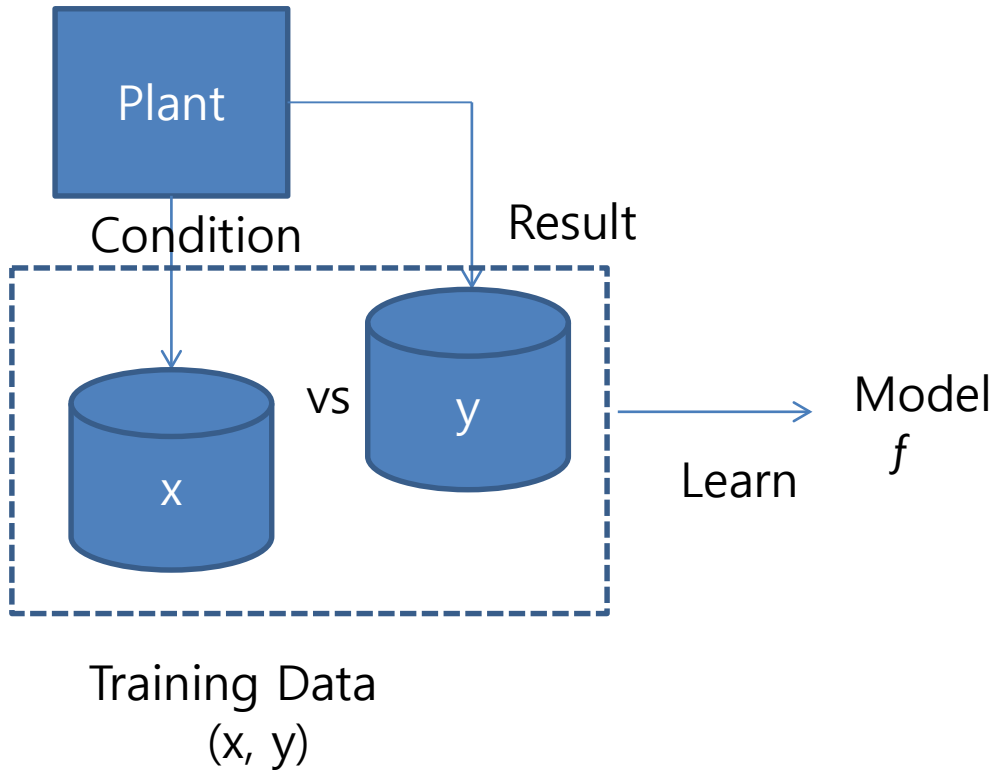 Plant
Condition
Result
x
vs
y
Learn
Model
f
Training Data
(x, y)